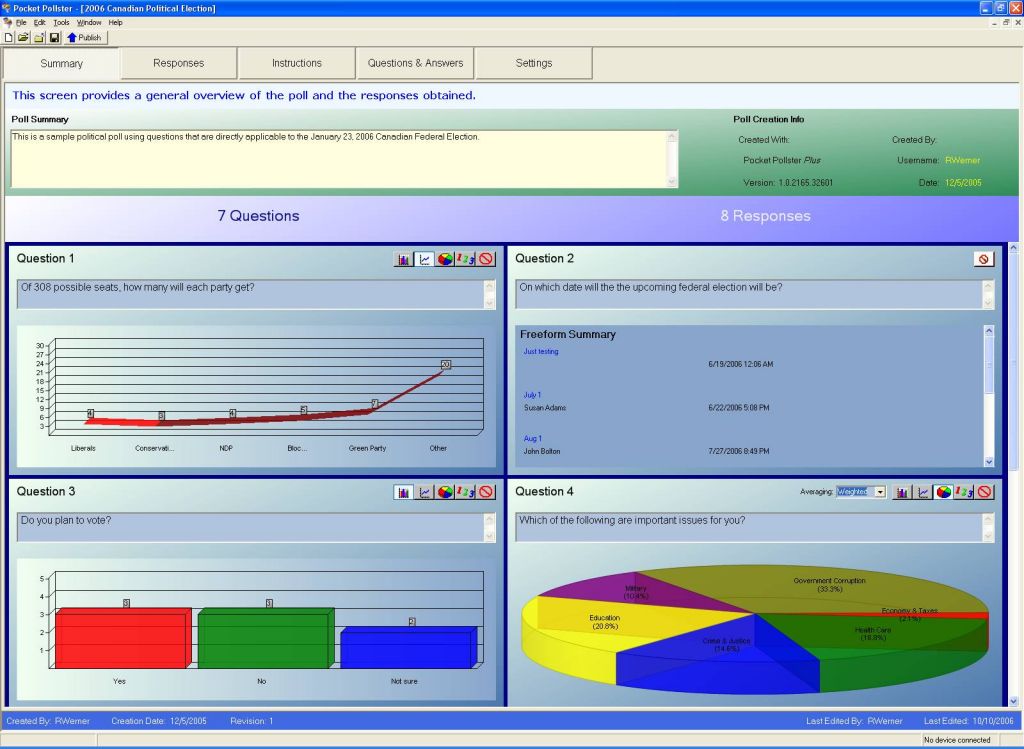 Pocket Pollster - [2006 Canadian Political Election]
File Edit Tools Window Help
Publish
Summary Responses Instructions Questions & Answers Settings
This screen provides a general overview of the poll and the responses obtained.
Poll Summary
This is a sample political poll using questions that are directly applicable to the January 23, 2006 Canadian Federal Election.
Poll Creation Info
Created With: Created By:
Pocket Pollster Plus Username: RWerner
Version: 1.0.2165.32601 Date: 12/5/2005
7 Questions 8 Responses
Question 1
Of 308 possible seats, how many will each party get?
30
27
24
21
18
15
12
9
6
3
4 3 4 5 7 20
Liberals Conservati... NDP Bloc... Green Party Other
Question 2
On which date will the the upcoming federal election will be?
Freeform Summary
Just testing
6/19/2006 12:06 AM
July 1
Susan Adams 6/22/2006 5:08 PM
Aug 1
John Bolton 7/27/2006 8:49 PM
Question 3
Do you plan to vote?
5
4
3
2
1
3 3 2
Yes No Not sure
Question 4
Averaging: Weighted
Which of the following are important issues for you?
Government Corruption
(33.3%)
Military
(10.4%)
Economy & Taxes
(2.1%)
Education
(20.8%)
Health Care
(18.8%)
Crime & Justice
(14.6%)
Created By: RWerner Creation Date: 12/5/2005 Revision: 1 Last Edited By: RWerner Last Edited: 10/10/2006
No device connected